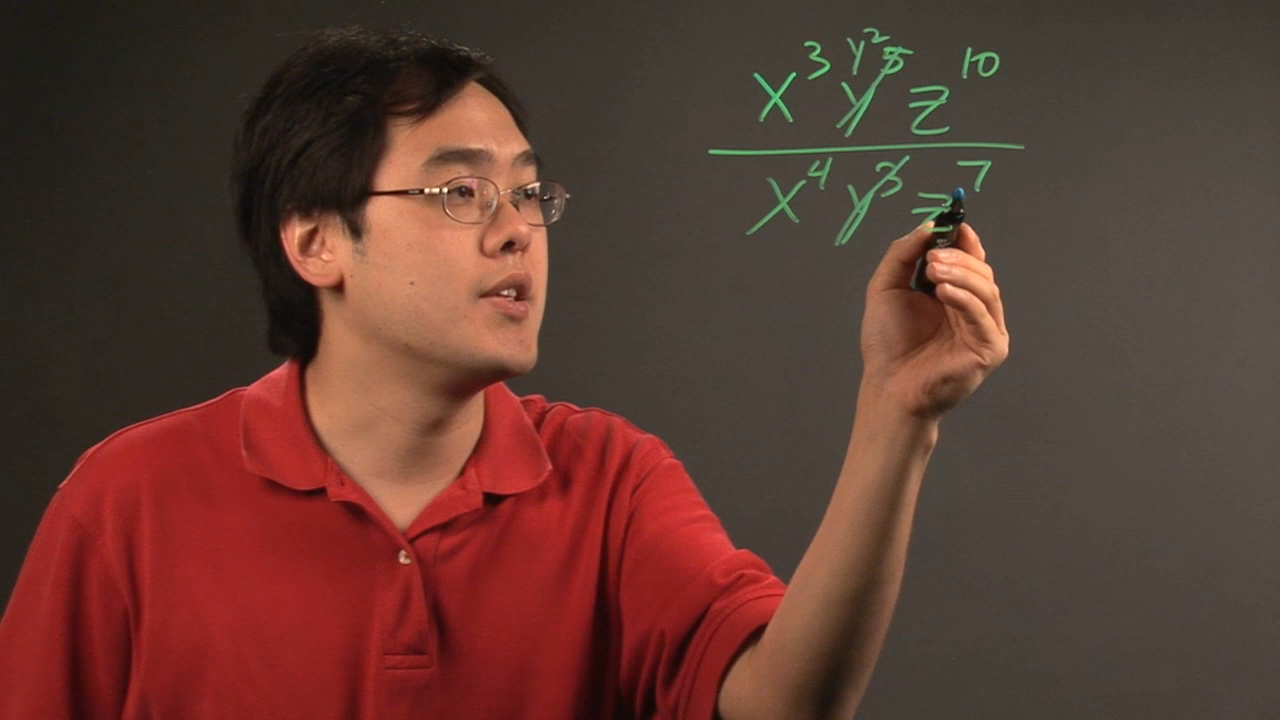 x³ y⁵ y² z¹⁰
x⁴ y³ z⁷